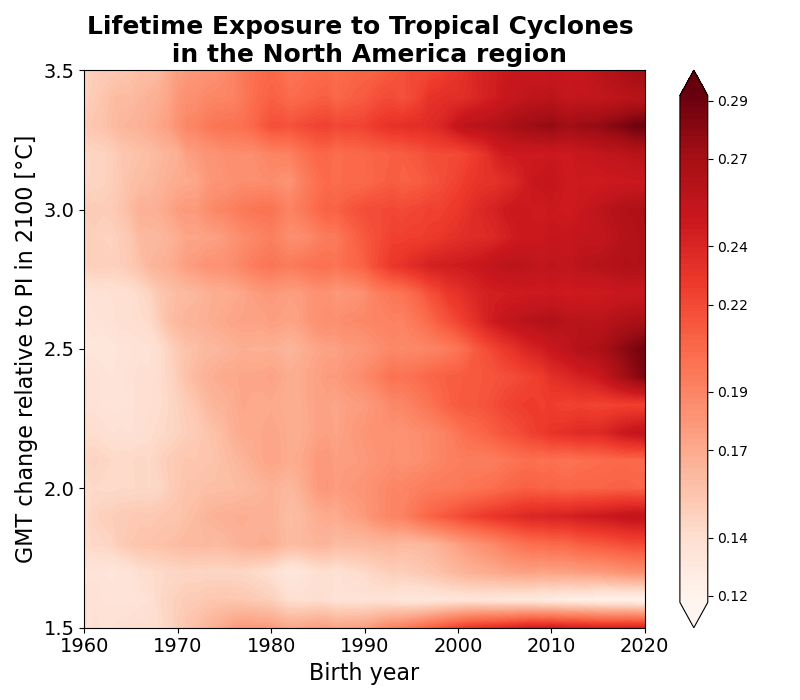 Lifetime Exposure to Tropical Cyclones
in the North America region
GMT change relative to PI in 2100 [°C]
3.5
3.0
2.5
2.0
1.5
1960 1970 1980 1990 2000 2010 2020
Birth year
0.29
0.27
0.24
0.22
0.19
0.17
0.14
0.12